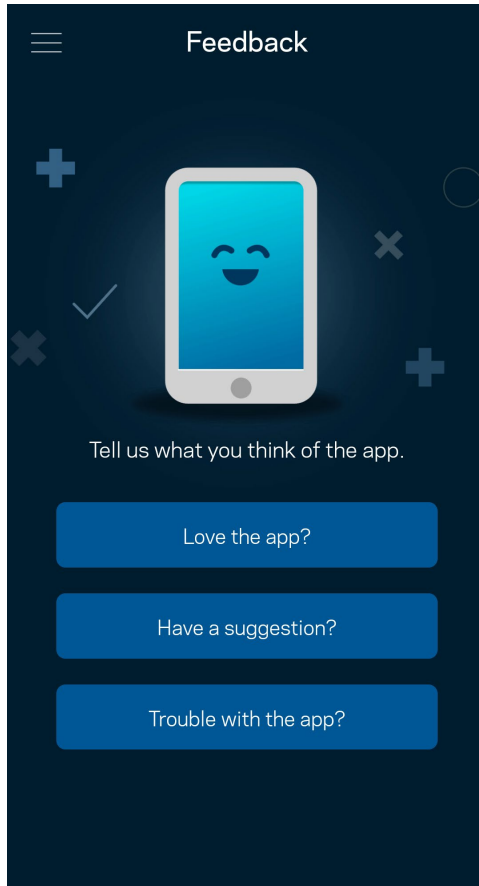 Feedback
Tell us what you think of the app.
Love the app?
Have a suggestion?
Trouble with the app?